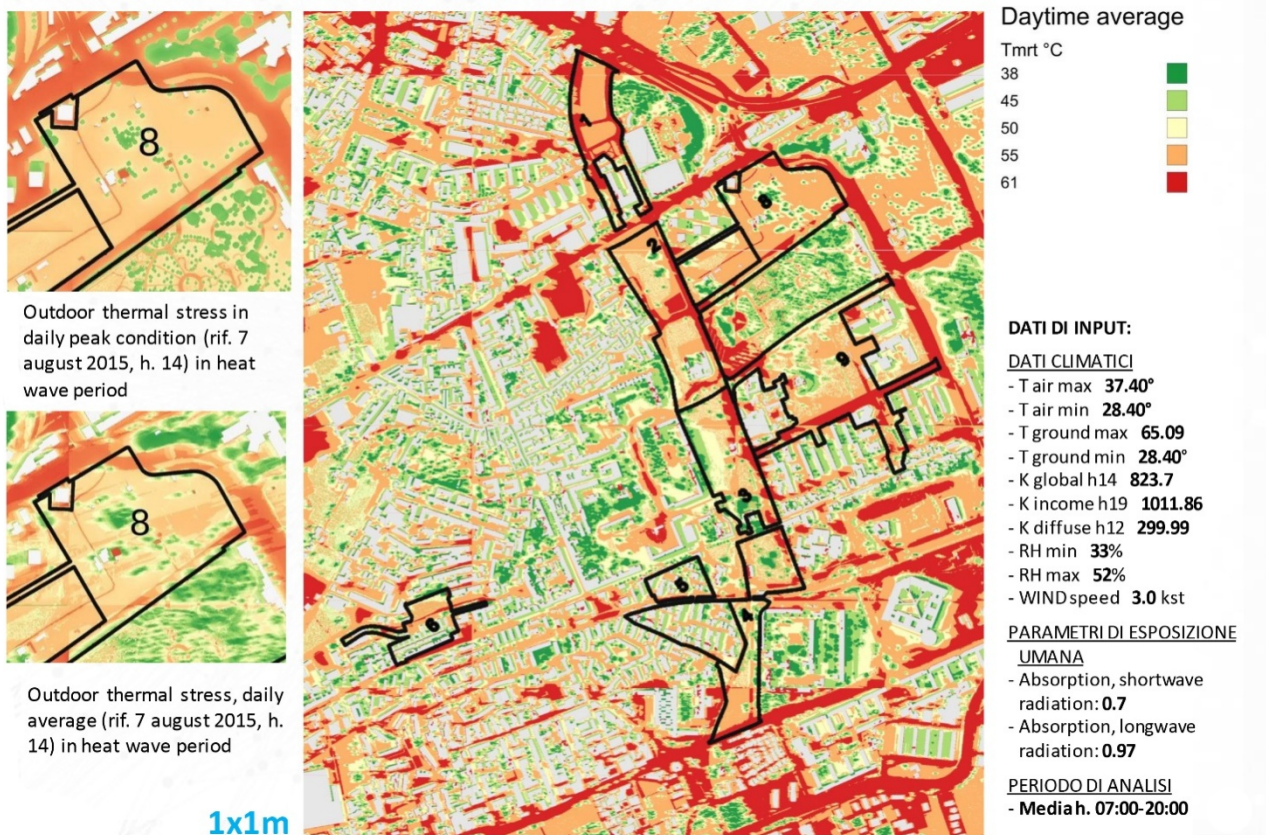 8
Outdoor thermal stress in
daily peak condition (rif. 7
august 2015, h. 14) in heat
wave period
8
Outdoor thermal stress, daily
average (rif. 7 august 2015, h.
14) in heat wave period
1x1m
1
2
8
9
3
5
4
6
Daytime average
Tmrt °C
38
45
50
55
61
DATI DI INPUT:
DATI CLIMATICI
- T air max 37.40°
- T air min 28.40°
- T ground max 65.09
- T ground min 28.40°
- K global h14 823.7
- K income h19 1011.86
- K diffuse h12 299.99
- RH min 33%
- RH max 52%
- WIND speed 3.0 kst
PARAMETRI DI ESPOSIZIONE
UMANA
- Absorption, shortwave
radiation: 0.7
- Absorption, longwave
radiation: 0.97
PERIODO DI ANALISI
- Media h. 07:00-20:00